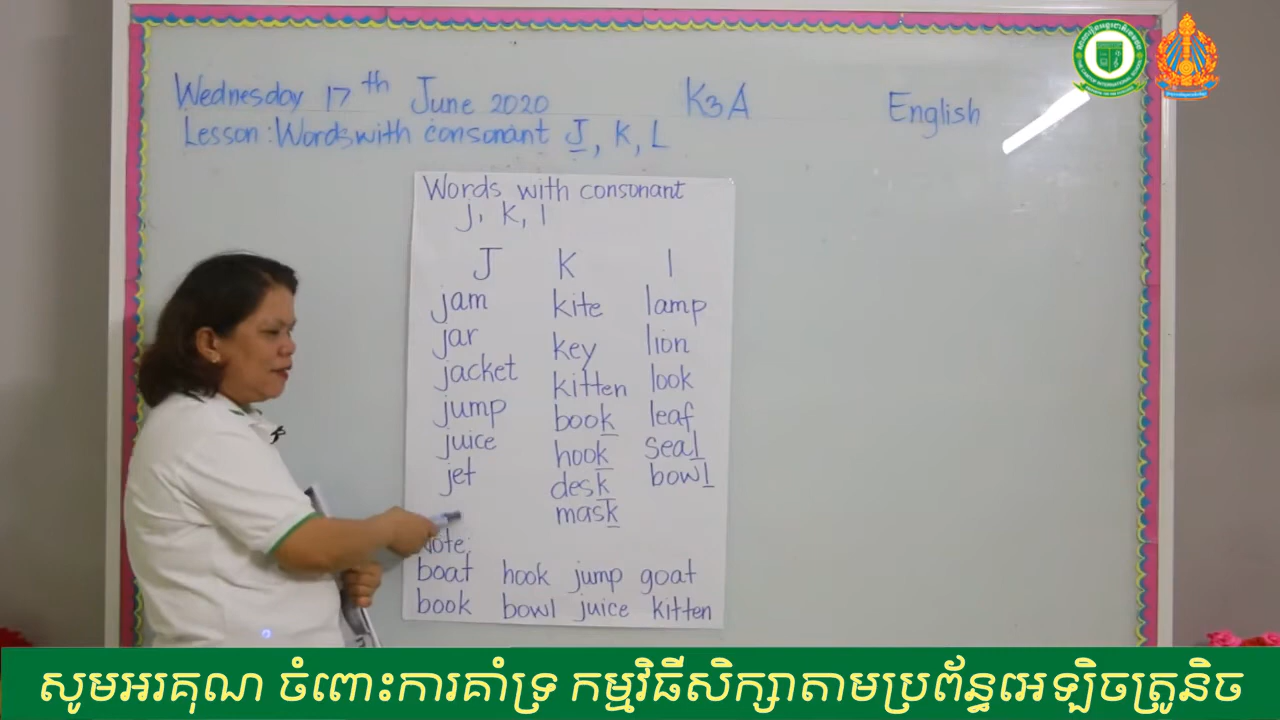 Wednesday 17th June 2020 K3A English
Lesson: Words with consonant J, K, L
Words with consonant
j, K, l
J K l
jam kite lamp
jar key lion
jacket kitten look
jump book leaf
juice hook seal
jet desk bowl
mask
Note:
boat hook jump goat
book bowl juice kitten
សូមអរគុណ ចំពោះការគាំទ្រ កម្មវិធីសិក្សាតាមប្រព័ន្ធអេឡិចត្រូនិច